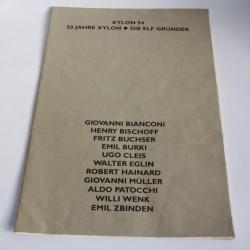 XYLON 94
50 JAHRE XYLON ◆ DIE ELF GRÜNDER
GIOVANNI BIANCONI
HENRY BISCHOFF
FRITZ BUCHSER
EMIL BURKI
UGO CLEIS
WALTER EGLIN
ROBERT HAINARD
GIOVANNI MÜLLER
ALDO PATOCCHI
WILLI WENK
EMIL ZBINDEN